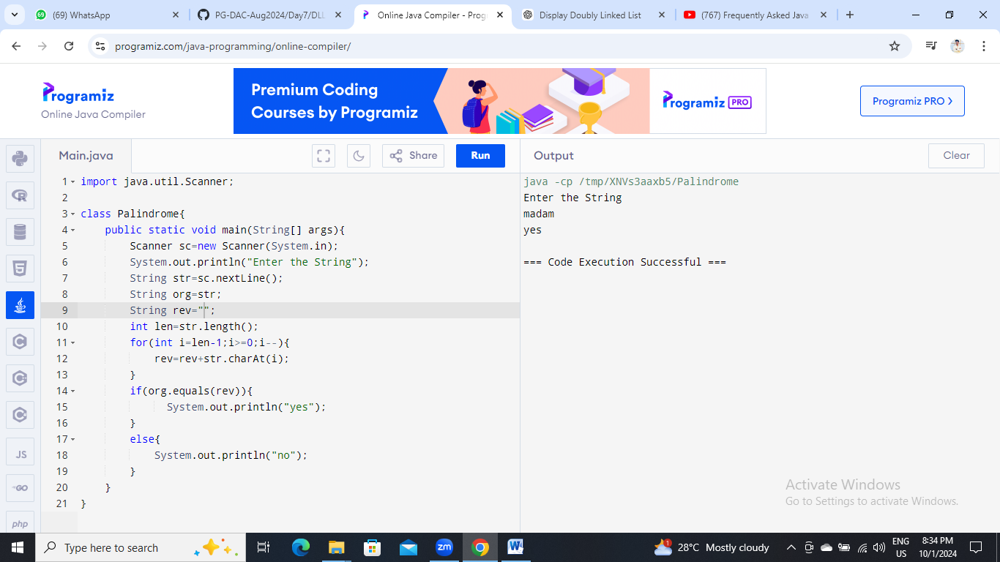 (69) WhatsApp
PG-DAC-Aug2024/Day7/DLL
Online Java Compiler - Prog
Display Doubly Linked List
(767) Frequently Asked Java
programiz.com/java-programming/online-compiler/
Programiz
Online Java Compiler
Premium Coding
Courses by Programiz
Programiz PRO
Programiz PRO
Main.java
Share
Run
Output
Clear
1 import java.util.Scanner;
2
3 class Palindrome{
4 public static void main(String[] args){
5 Scanner sc=new Scanner(System.in);
6 System.out.println("Enter the String");
7 String str=sc.nextLine();
8 String org=str;
9 String rev="";
10 int len=str.length();
11 for(int i=len-1;i>=0;i--){
12 rev=rev+str.charAt(i);
13 }
14 if(org.equals(rev)){
15 System.out.println("yes");
16 }
17 else{
18 System.out.println("no");
19 }
20 }
21 }
java -cp /tmp/XNVs3aaxb5/Palindrome
Enter the String
madam
yes
=== Code Execution Successful ===
JS
GO
php
Activate Windows
Go to Settings to activate Windows.
Type here to search
zm
W
1
28°C Mostly cloudy
ENG
US
8:34 PM
10/1/2024